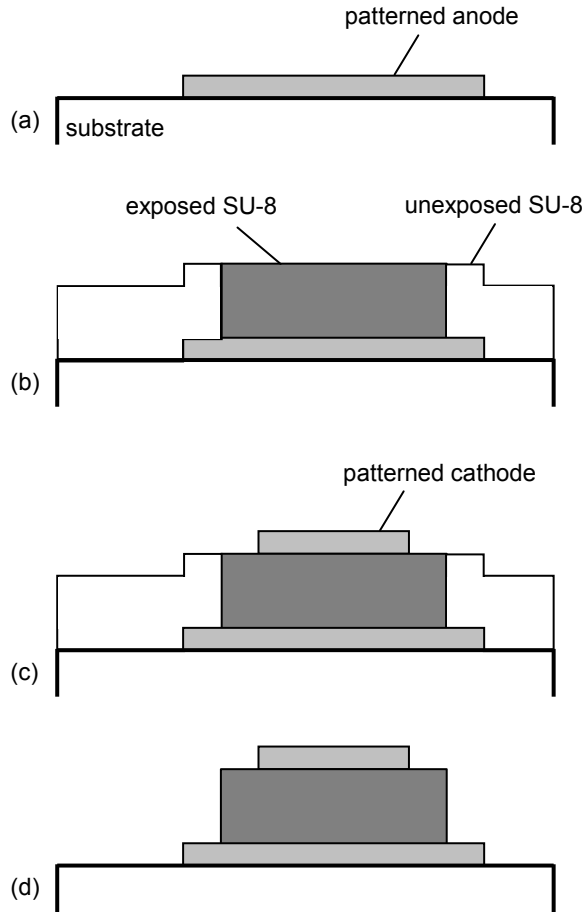 patterned anode
(a)
substrate
exposed SU-8
unexposed SU-8
(b)
patterned cathode
(c)
(d)